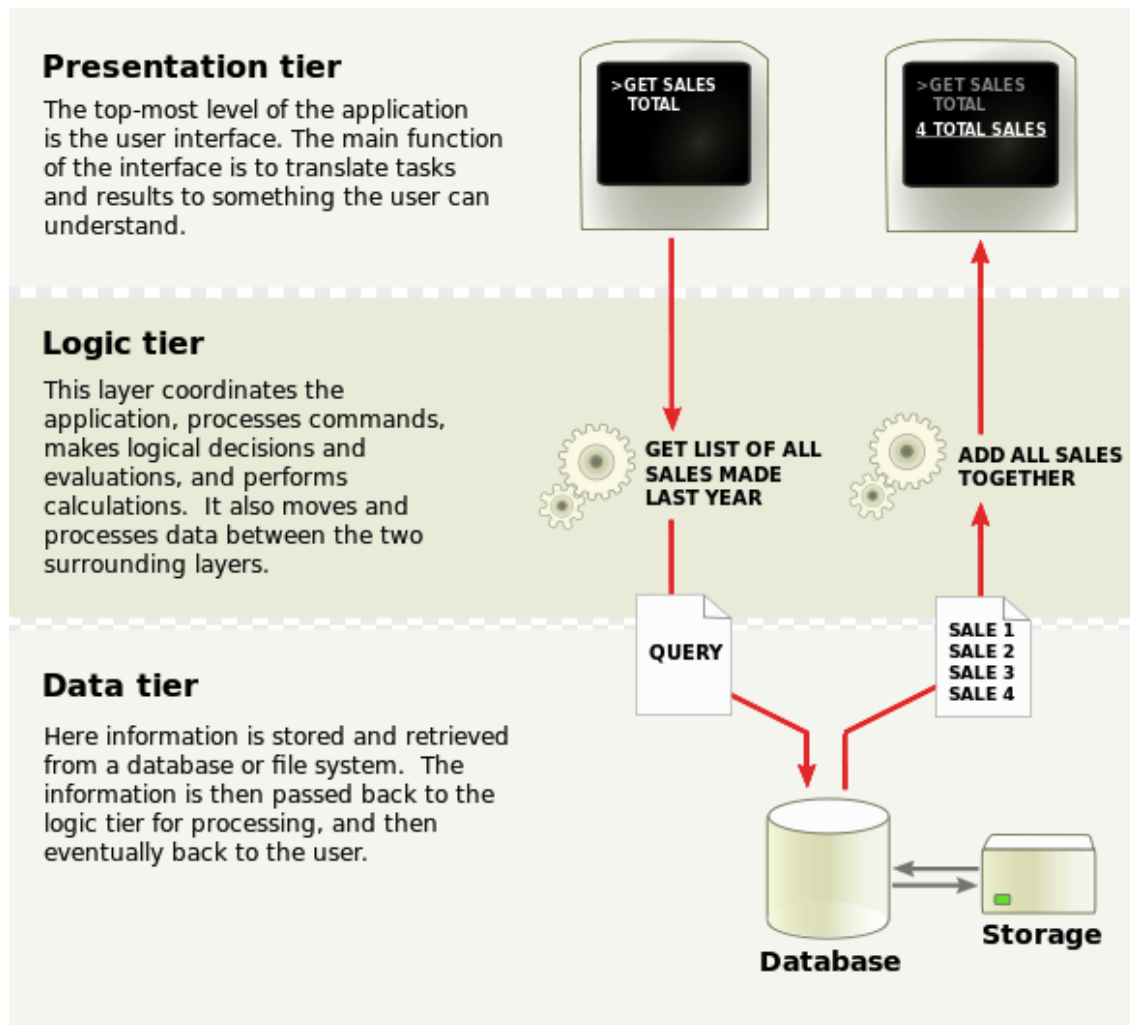 Presentation tier
The top-most level of the application
is the user interface. The main function
of the interface is to translate tasks
and results to something the user can
understand.
>GET SALES
TOTAL
>GET SALES
TOTAL
4 TOTAL SALES
Logic tier
This layer coordinates the
application, processes commands,
makes logical decisions and
evaluations, and performs
calculations.  It also moves and
processes data between the two
surrounding layers.
GET LIST OF ALL
SALES MADE
LAST YEAR
ADD ALL SALES
TOGETHER
QUERY
SALE 1
SALE 2
SALE 3
SALE 4
Data tier
Here information is stored and retrieved
from a database or file system.  The
information is then passed back to the
logic tier for processing, and then
eventually back to the user.
Database
Storage